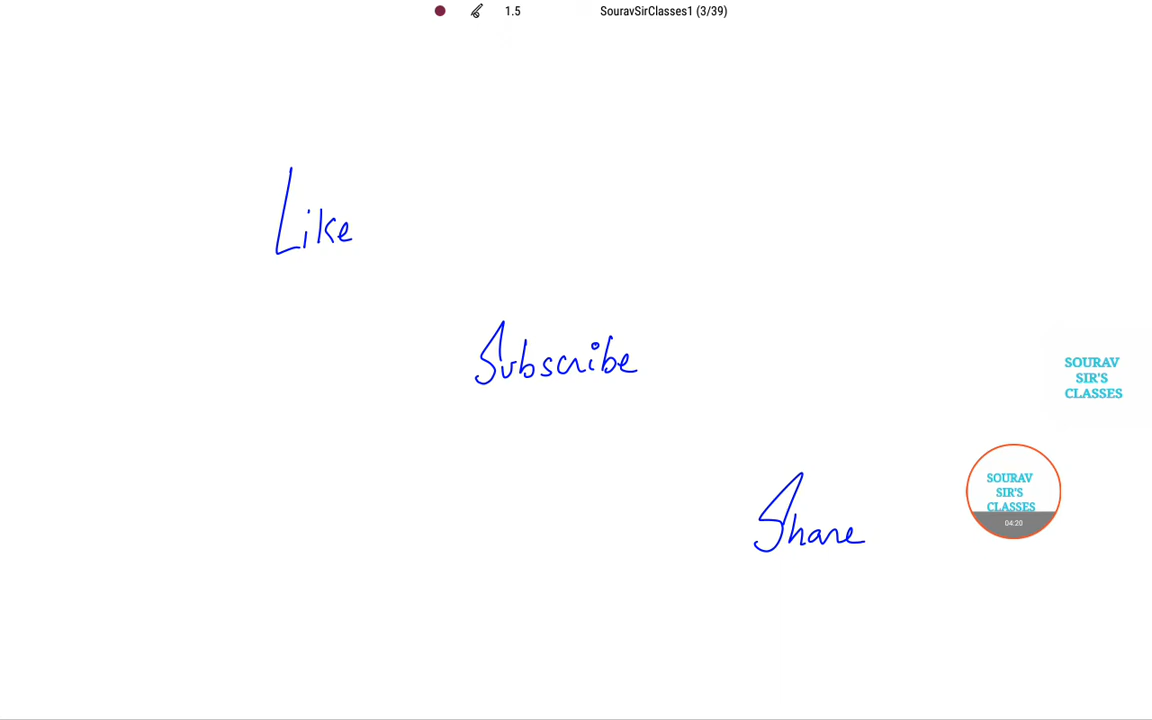 1.5 SouravSirClasses1 (3/39)
Like
Subscribe
SOURAV
SIR'S
CLASSES
SOURAV
SIR'S
CLASSES
04:20
Share